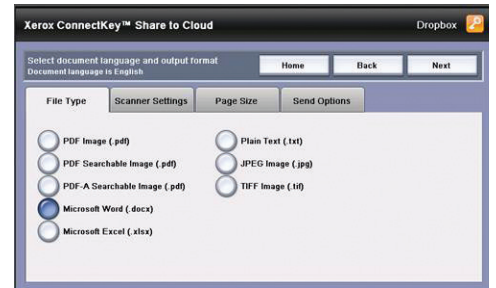 Xerox ConnectKey™ Share to Cloud
Dropbox
Select document language and output format
Document language is English
Home
Back
Next
File Type
Scanner Settings
Page Size
Send Options
PDF Image (.pdf)
PDF Searchable Image (.pdf)
PDF-A Searchable Image (.pdf)
Microsoft Word (.docx)
Microsoft Excel (.xlsx)
Plain Text (.txt)
JPEG Image (.jpg)
TIFF Image (.tif)